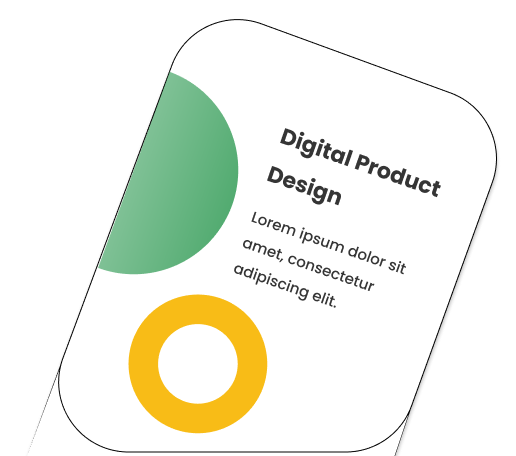 Digital Product
Design
Lorem ipsum dolor sit
amet, consectetur
adipiscing elit.